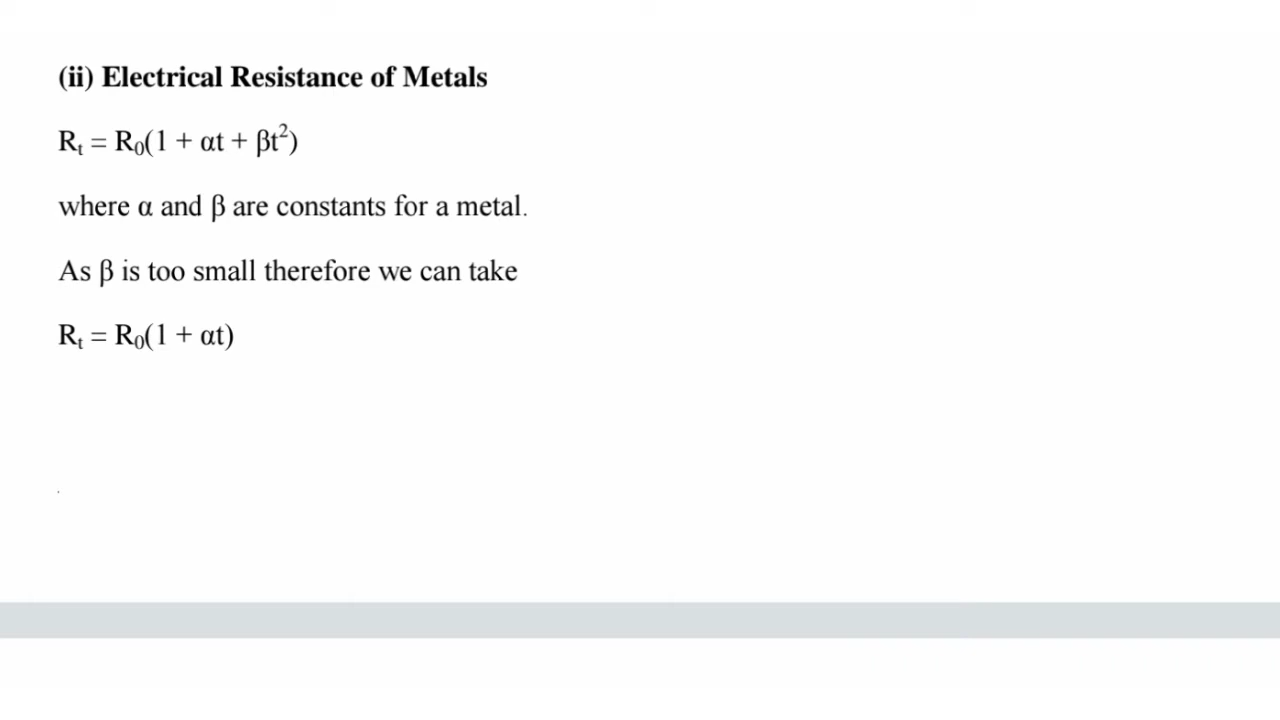 (ii) Electrical Resistance of Metals
Rₜ = R₀(1 + αt + βt²)
where α and β are constants for a metal.
As β is too small therefore we can take
Rₜ = R₀(1 + αt)